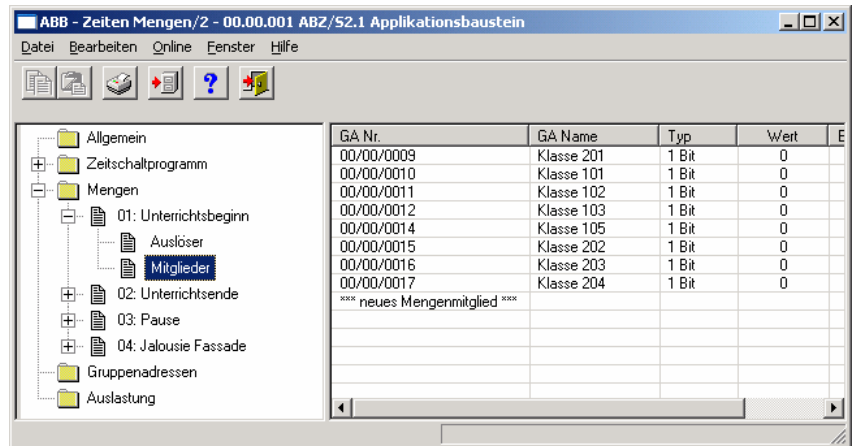 ABB - Zeiten Mengen/2 - 00.00.001 ABZ/S2.1 Applikationsbaustein
Datei Bearbeiten Online Fenster Hilfe
Allgemein
Zeitschaltprogramm
Mengen
01: Unterrichtsbeginn
Auslöser
Mitglieder
02: Unterrichtsende
03: Pause
04: Jalousie Fassade
Gruppenadressen
Auslastung
GA Nr. GA Name Typ Wert E
00/00/0009 Klasse 201 1 Bit 0
00/00/0010 Klasse 101 1 Bit 0
00/00/0011 Klasse 102 1 Bit 0
00/00/0012 Klasse 103 1 Bit 0
00/00/0014 Klasse 105 1 Bit 0
00/00/0015 Klasse 202 1 Bit 0
00/00/0016 Klasse 203 1 Bit 0
00/00/0017 Klasse 204 1 Bit 0
*** neues Mengenmitglied ***